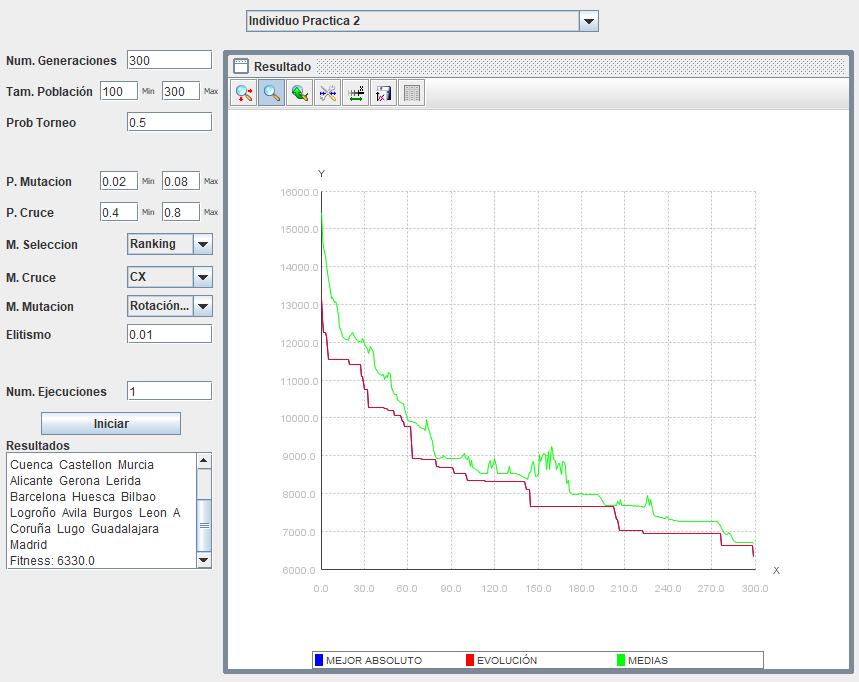 Individuo Practica 2
Num. Generaciones 300
Tam. Población 100 Min 300 Max
Prob Torneo 0.5
P. Mutacion 0.02 Min 0.08 Max
P. Cruce 0.4 Min 0.8 Max
M. Seleccion Ranking
M. Cruce CX
M. Mutacion Rotación...
Elitismo 0.01
Num. Ejecuciones 1
Iniciar
Resultados
Cuenca Castellon Murcia
Alicante Gerona Lerida
Barcelona Huesca Bilbao
Logroño Avila Burgos Leon A
Coruña Lugo Guadalajara
Madrid
Fitness: 6330.0
Resultado
Y
16000.0
15000.0
14000.0
13000.0
12000.0
11000.0
10000.0
9000.0
8000.0
7000.0
6000.0
X
0.0 30.0 60.0 90.0 120.0 150.0 180.0 210.0 240.0 270.0 300.0
MEJOR ABSOLUTO EVOLUCIÓN MEDIAS